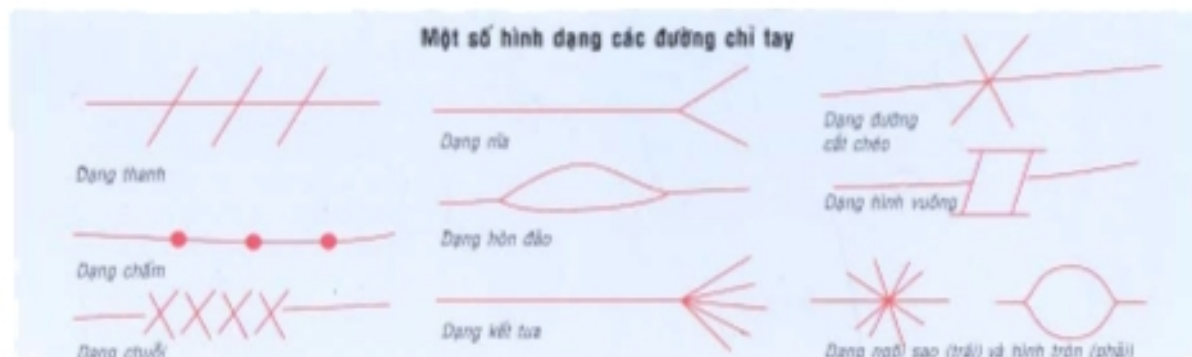 Một số hình dạng các đường chỉ tay
Dạng thanh
Dạng chấm
Dạng chuỗi
Dạng nĩa
Dạng hòn đảo
Dạng kết tua
Dạng đường
cắt chéo
Dạng hình vuông
Dạng ngôi sao (trái) và hình tròn (phải)